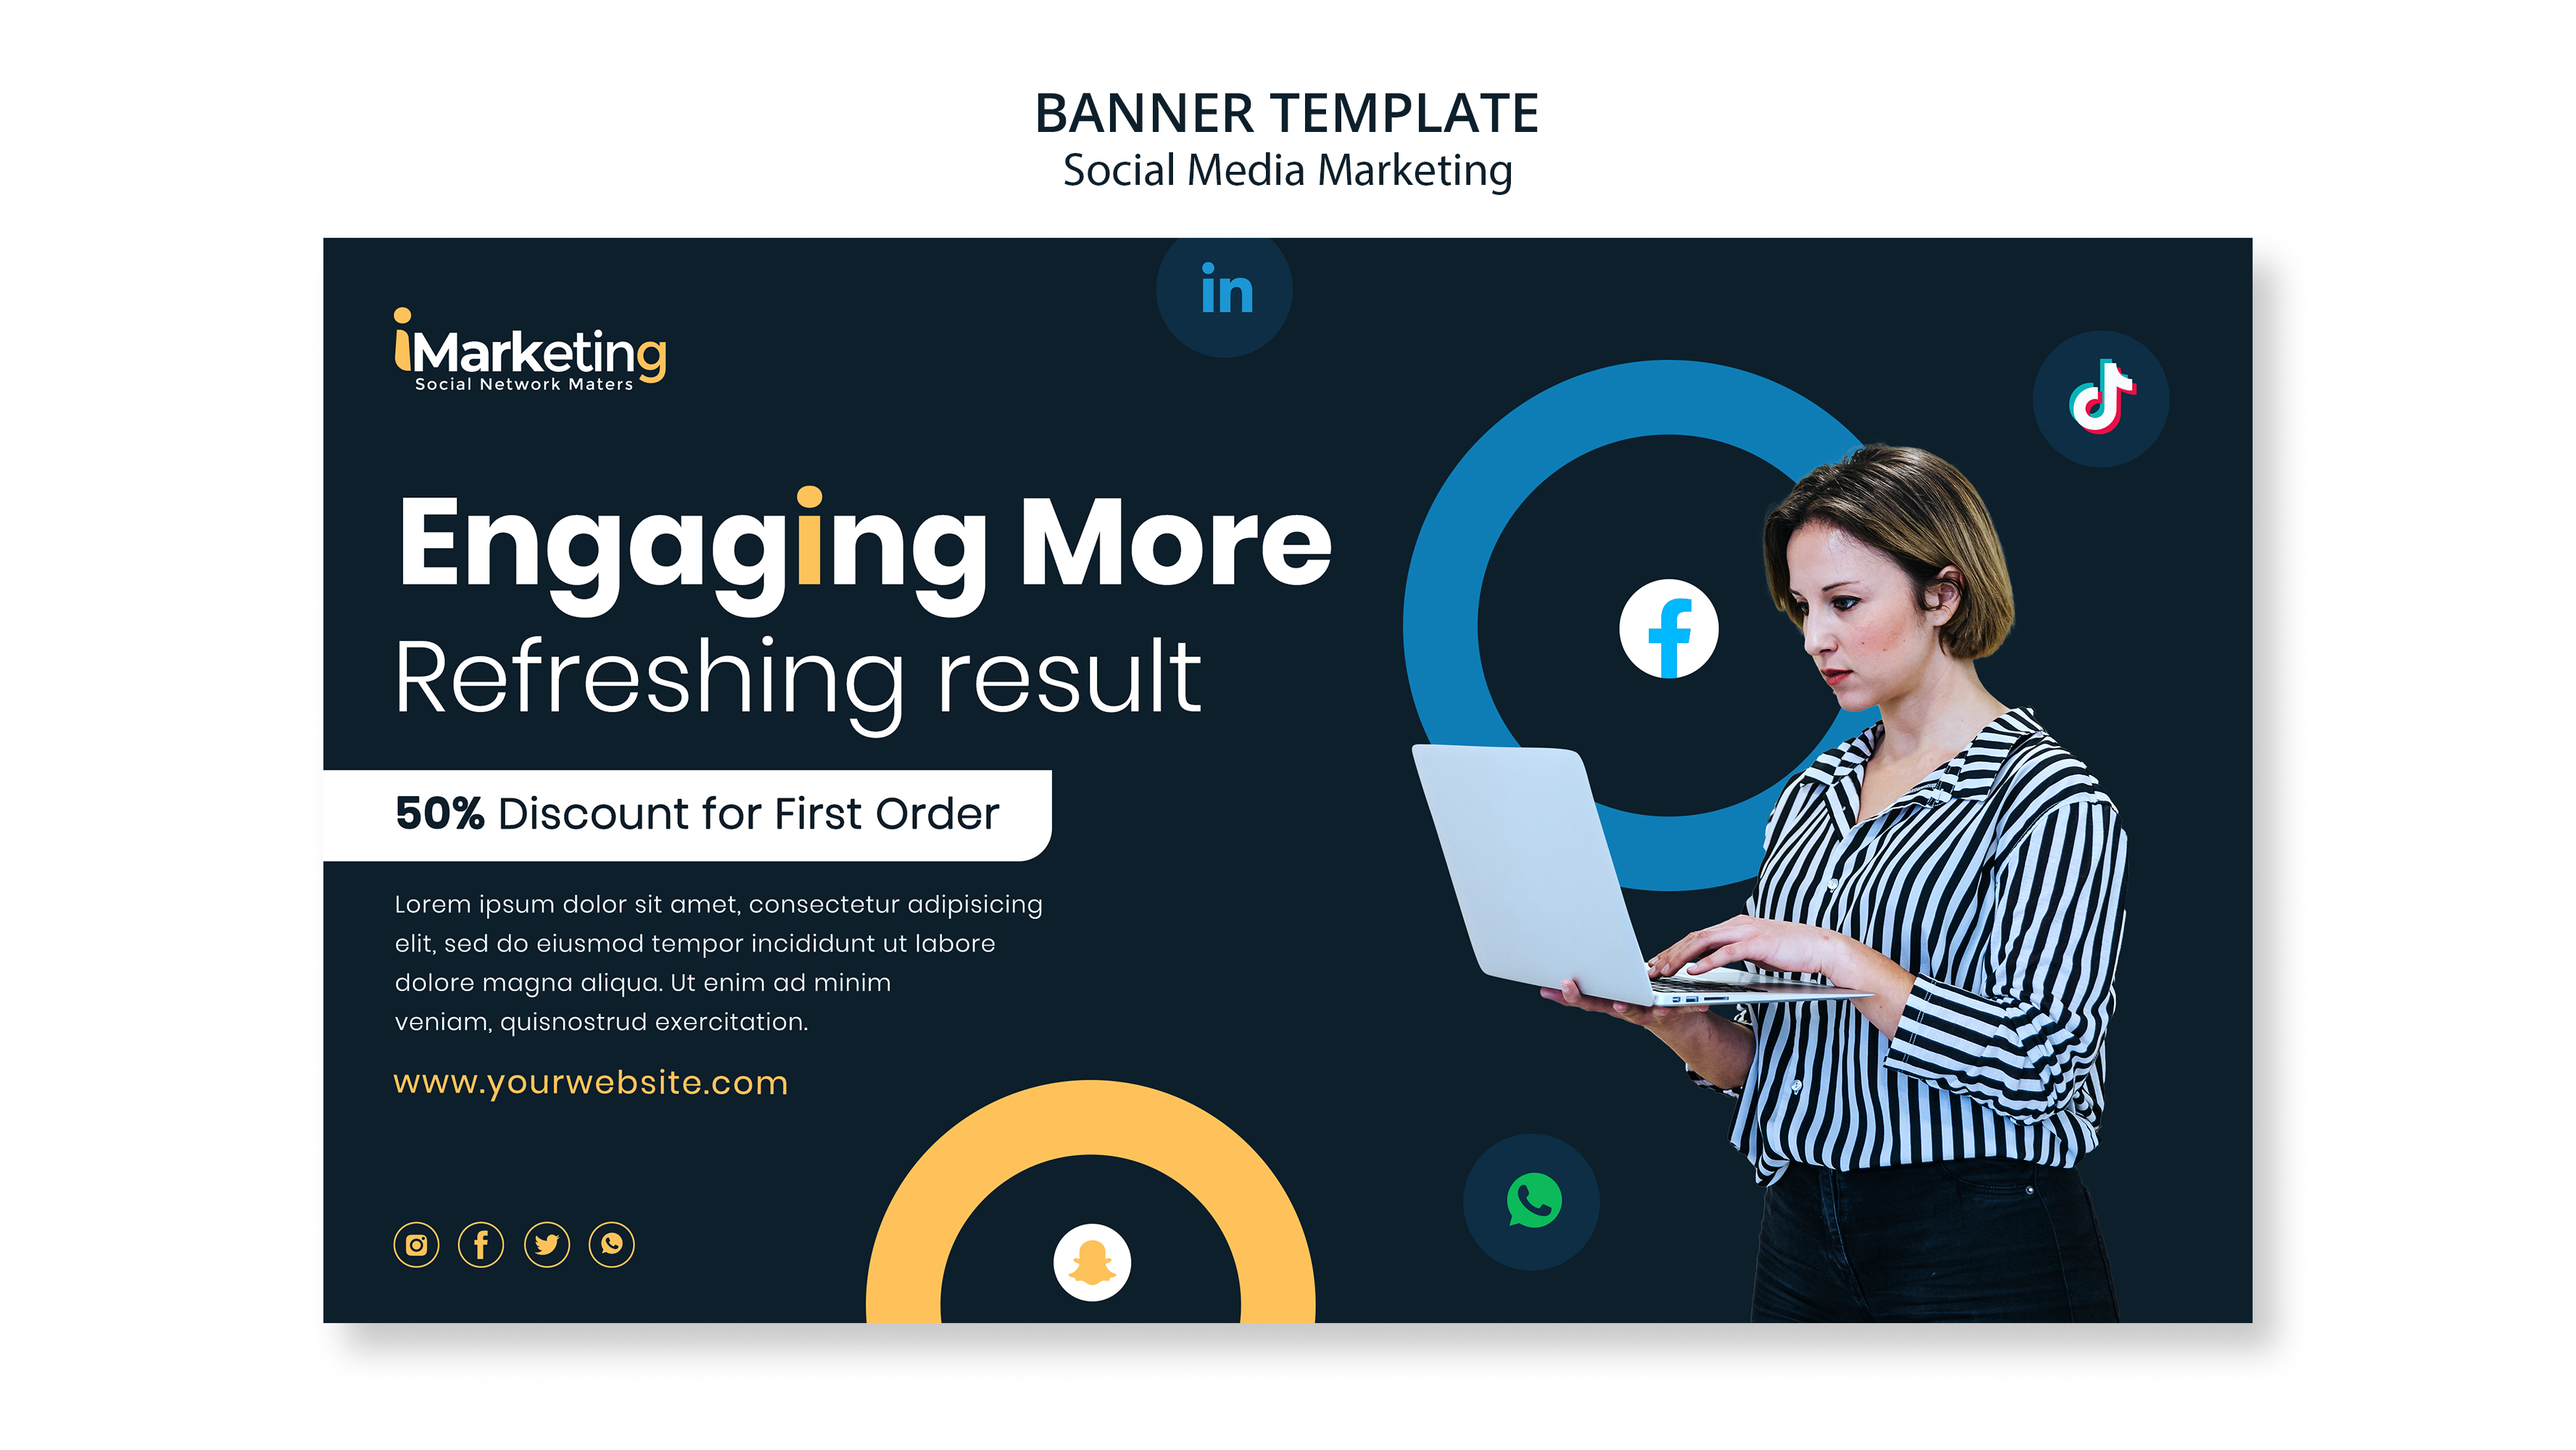 BANNER TEMPLATE
Social Media Marketing
in
iMarketing
Social Network Maters
Engaging More
Refreshing result
50% Discount for First Order
Lorem ipsum dolor sit amet, consectetur adipisicing
elit, sed do eiusmod tempor incididunt ut labore
dolore magna aliqua. Ut enim ad minim
veniam, quisnostrud exercitation.
www.yourwebsite.com